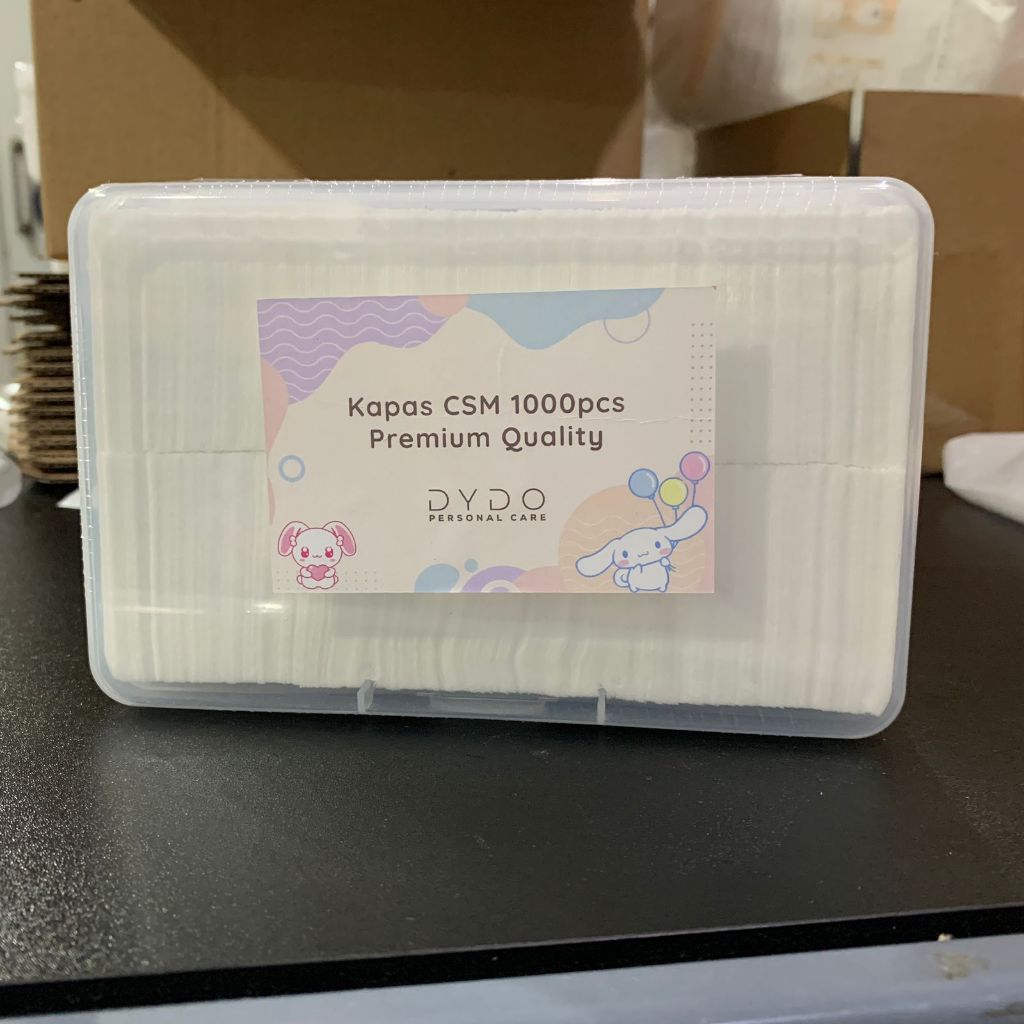 Kapas CSM 1000pcs
Premium Quality
DYDO
PERSONAL CARE